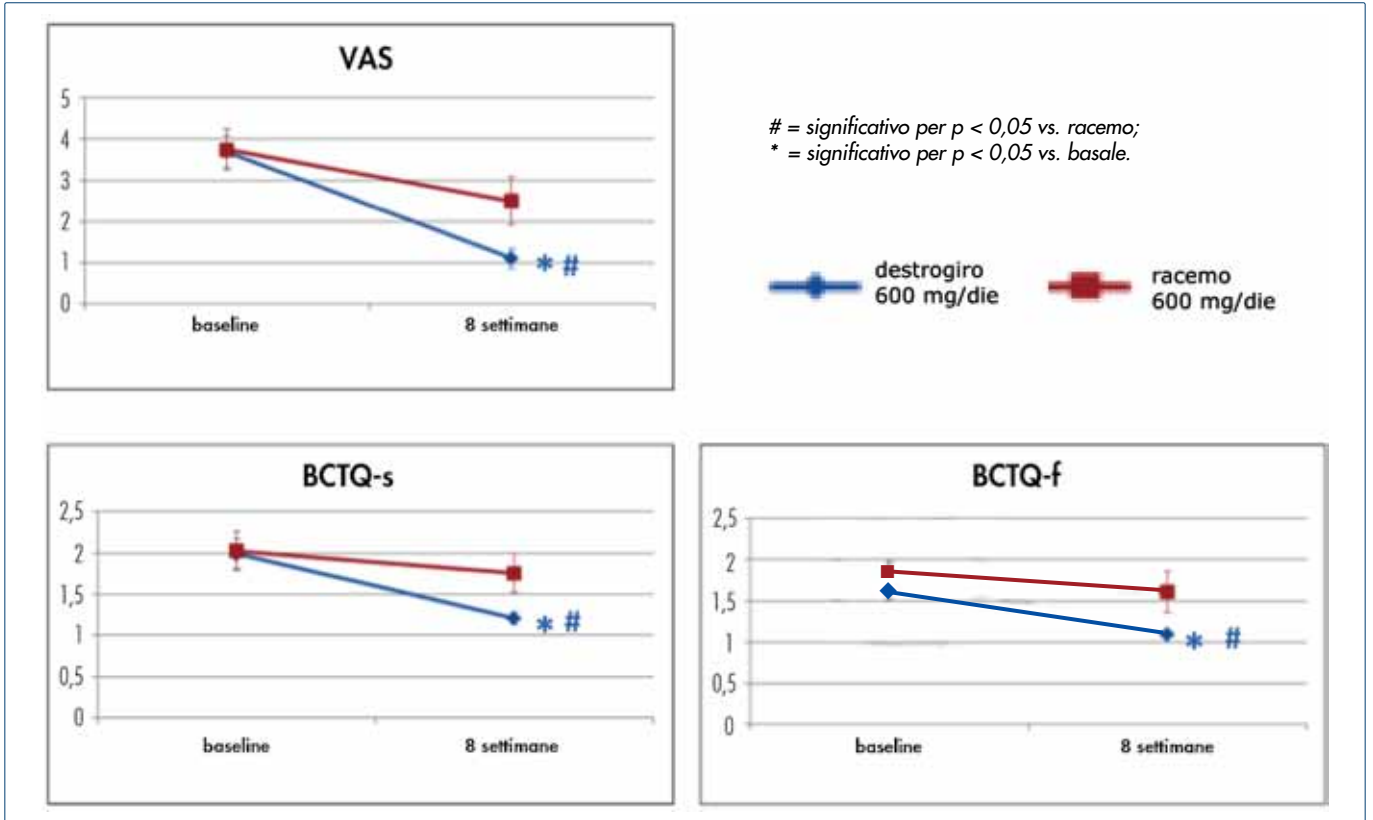 VAS
5
4
3
2
1
0
baseline 8 settimane
* #
# = significativo per p < 0,05 vs. racemo;
* = significativo per p < 0,05 vs. basale.
destrogiro
600 mg/die
racemo
600 mg/die
BCTQ-s
2,5
2
1,5
1
0,5
0
baseline 8 settimane
* #
BCTQ-f
2,5
2
1,5
1
0,5
0
baseline 8 settimane
* #